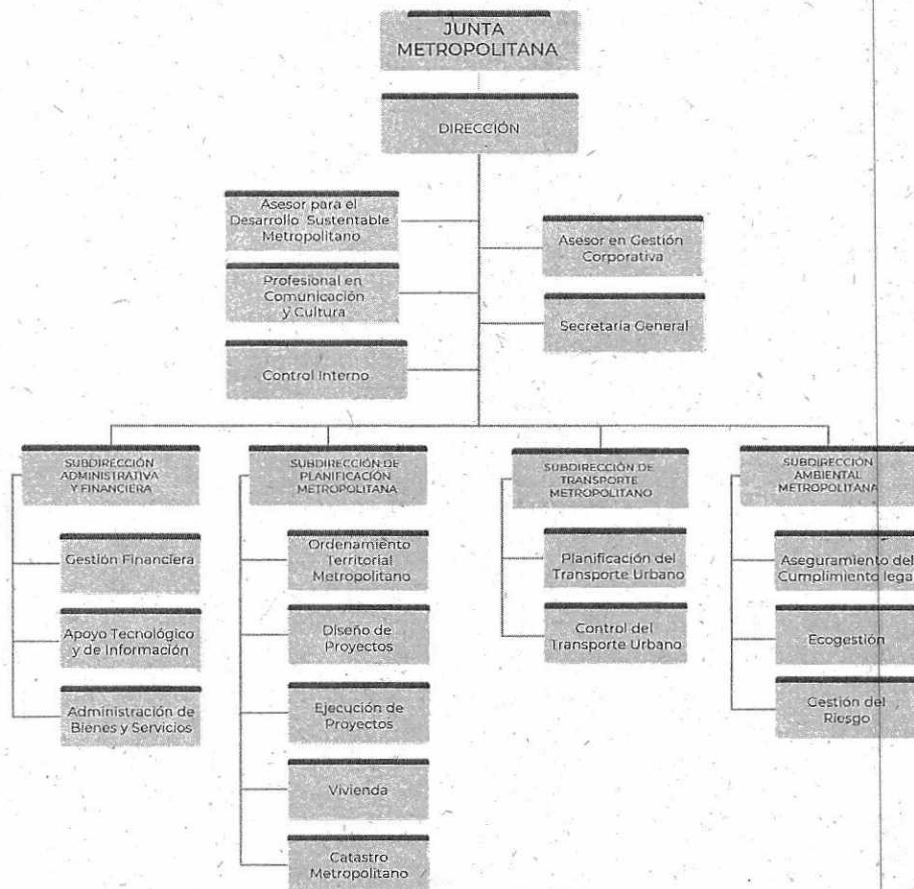 JUNTA
METROPOLITANA
DIRECCIÓN
Asesor para el
Desarrollo Sustentable
Metropolitano
Asesor en Gestión
Corporativa
Profesional en
Comunicación
y Cultura
Secretaría General
Control Interno
SUBDIRECCIÓN
ADMINISTRATIVA
Y FINANCIERA
Gestión Financiera
Apoyo Tecnológico
y de Información
Administración de
Bienes y Servicios
SUBDIRECCIÓN DE
PLANIFICACIÓN
METROPOLITANA
Ordenamiento
Territorial
Metropolitano
Diseño de
Proyectos
Ejecución de
Proyectos
Vivienda
Catastro
Metropolitano
SUBDIRECCIÓN DE
TRANSPORTE
METROPOLITANO
Planificación del
Transporte Urbano
Control del
Transporte Urbano
SUBDIRECCIÓN
AMBIENTAL
METROPOLITANA
Aseguramiento del
Cumplimiento legal
Ecogestión
Gestión del
Riesgo